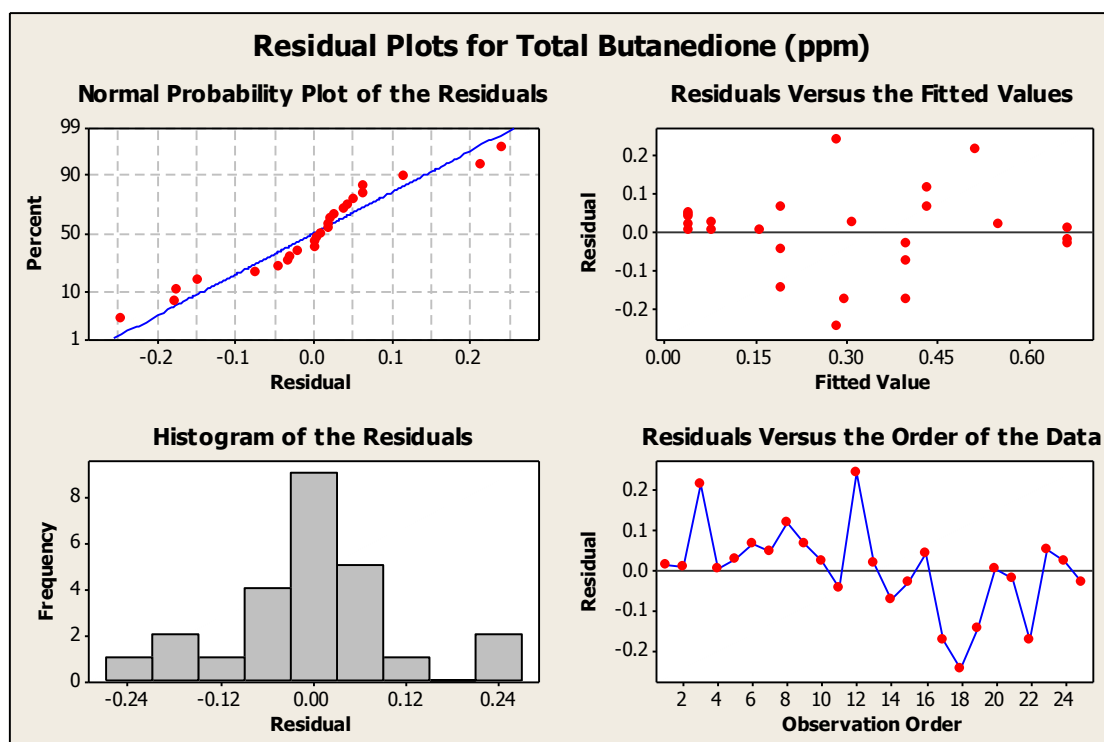 Residual Plots for Total Butanedione (ppm)
Normal Probability Plot of the Residuals
99
90
50
10
1
Percent
-0.2 -0.1 0.0 0.1 0.2
Residual
Residuals Versus the Fitted Values
0.2
0.1
0.0
-0.1
-0.2
Residual
0.00 0.15 0.30 0.45 0.60
Fitted Value
Histogram of the Residuals
8
6
4
2
0
Frequency
-0.24 -0.12 0.00 0.12 0.24
Residual
Residuals Versus the Order of the Data
0.2
0.1
0.0
-0.1
-0.2
Residual
2 4 6 8 10 12 14 16 18 20 22 24
Observation Order